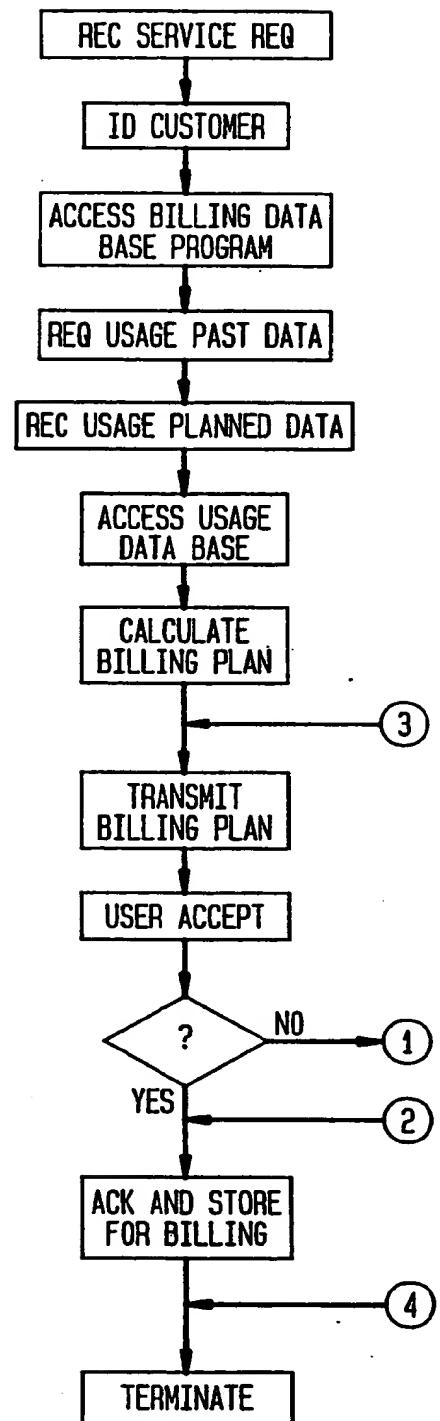 REC SERVICE REQ
ID CUSTOMER
ACCESS BILLING DATA
BASE PROGRAM
REQ USAGE PAST DATA
REC USAGE PLANNED DATA
ACCESS USAGE
DATA BASE
CALCULATE
BILLING PLAN
3
TRANSMIT
BILLING PLAN
USER ACCEPT
?
NO
1
YES
2
ACK AND STORE
FOR BILLING
4
TERMINATE